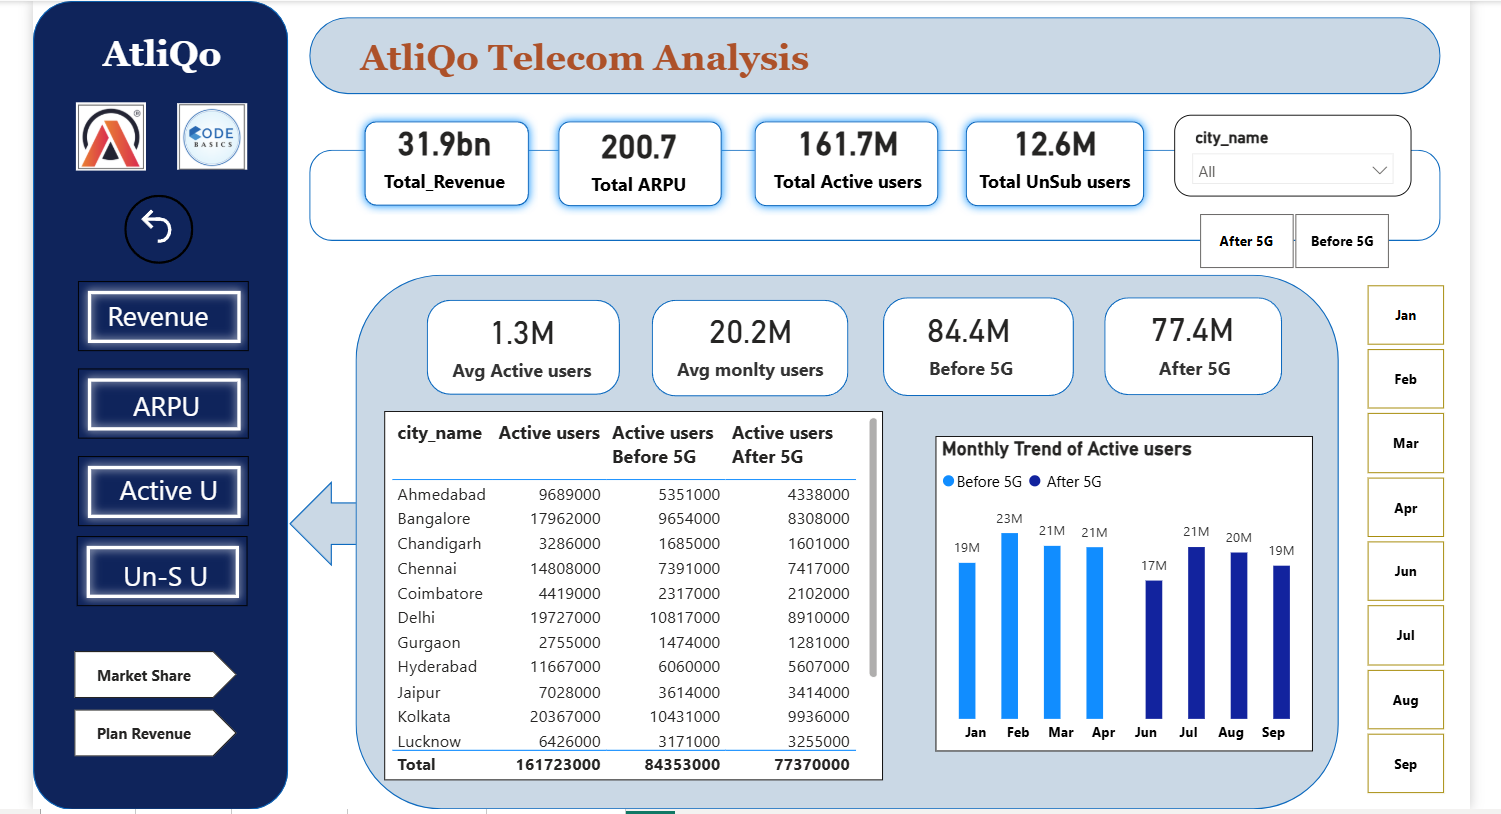 AtliQo
CODE
BASICS
Revenue
ARPU
Active U
Un-S U
Market Share
Plan Revenue
AtliQo Telecom Analysis
31.9bn
Total_Revenue
200.7
Total ARPU
161.7M
Total Active users
12.6M
Total UnSub users
city_name
All
After 5G
Before 5G
1.3M
Avg Active users
20.2M
Avg monlty users
84.4M
Before 5G
77.4M
After 5G
city_name Active users Active users Active users
Before 5G After 5G
Ahmedabad 9689000 5351000 4338000
Bangalore 17962000 9654000 8308000
Chandigarh 3286000 1685000 1601000
Chennai 14808000 7391000 7417000
Coimbatore 4419000 2317000 2102000
Delhi 19727000 10817000 8910000
Gurgaon 2755000 1474000 1281000
Hyderabad 11667000 6060000 5607000
Jaipur 7028000 3614000 3414000
Kolkata 20367000 10431000 9936000
Lucknow 6426000 3171000 3255000
Total 161723000 84353000 77370000
Monthly Trend of Active users
Before 5G After 5G
19M 23M 21M 21M 17M 21M 20M 19M
Jan Feb Mar Apr Jun Jul Aug Sep
Jan
Feb
Mar
Apr
Jun
Jul
Aug
Sep